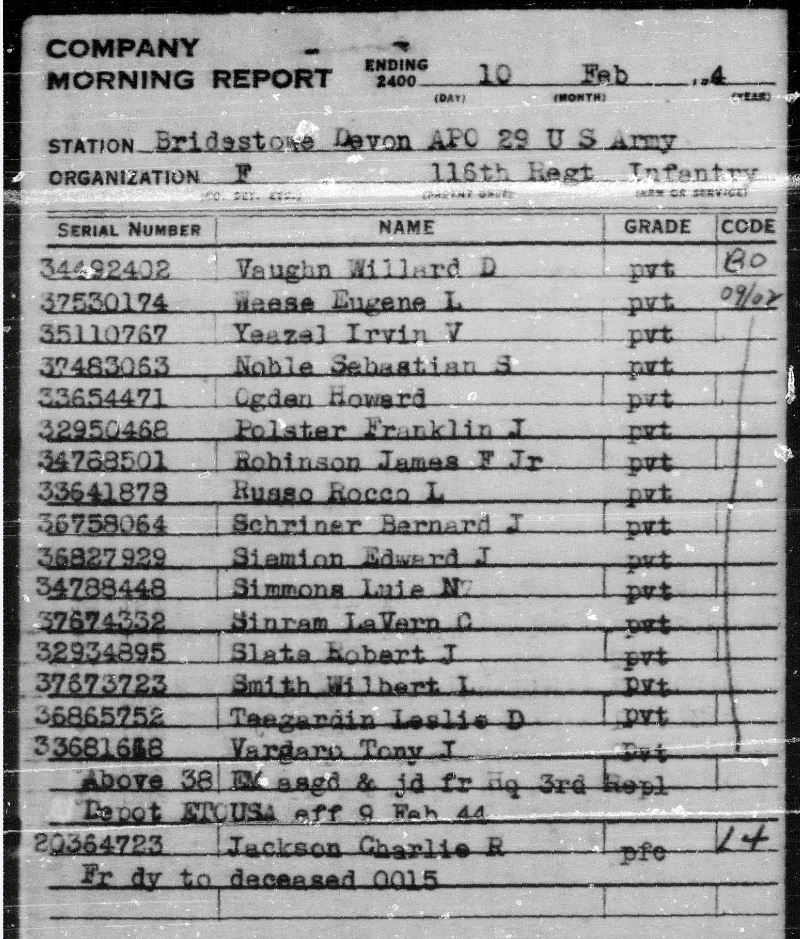 COMPANY
MORNING REPORT ENDING 2400 10 Feb 4
(DAY) (MONTH) (YEAR)
STATION Bridestowe Devon APO 29 U S Army
ORGANIZATION F 116th Regt Infantry
(CO. DET. ETC.) (PARENT UNIT) (ARM OR SERVICE)
SERIAL NUMBER NAME GRADE CODE
34492402 Vaughn Willard D pvt BO
37530174 Weese Eugene L pvt 09/02
35110767 Yeazel Irvin V pvt
37483063 Noble Sebastian S pvt
33654471 Ogden Howard pvt
32950468 Polster Franklin J pvt
34788501 Robinson James F Jr pvt
33641878 Russo Rocco L pvt
36758064 Schriner Bernard J pvt
36827929 Siemion Edward J pvt
34788448 Simmons Luie N pvt
37674332 Sinram LaVern C pvt
32934895 Slata Robert J pvt
37673723 Smith Wilbert L pvt
36865752 Teegardin Leslie D pvt
Vardaro Tony J pvt
Above 38 EM asgd & jd fr Hq 3rd Repl
Depot ETOUSA eff 9 Feb 44
20364723 Jackson Charlie R pfc 14
Fr dy to deceased 0015